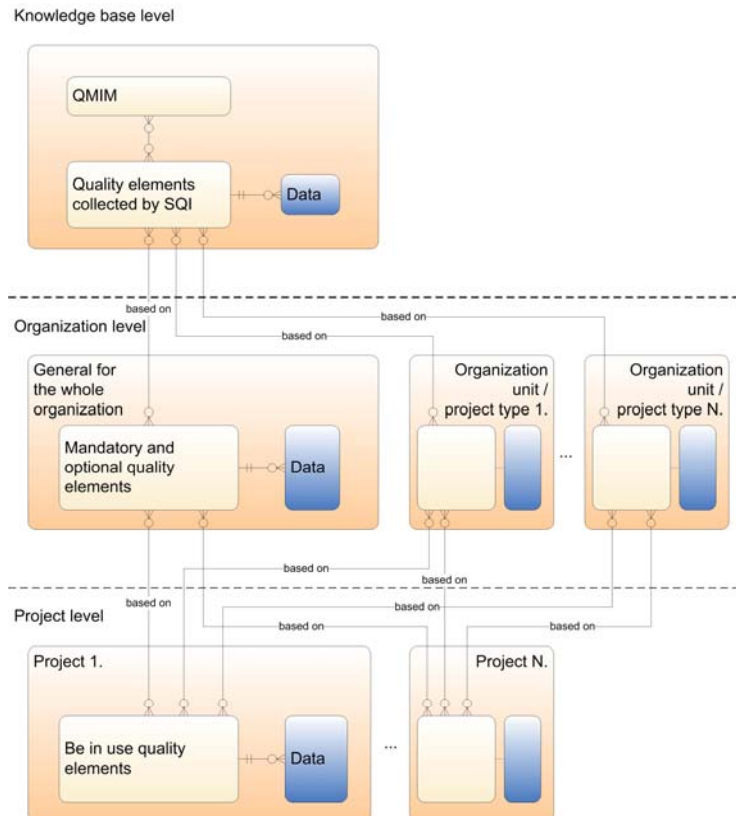 Knowledge base level
QMIM
Quality elements
collected by SQI
Data
based on
based on
based on
Organization level
General for
the whole
organization
Organization
unit /
project type 1.
Organization
unit /
project type N.
Mandatory and
optional quality
elements
Data
...
based on
based on
based on
based on
based on
Project level
based on
Project 1.
Project N.
Be in use quality
elements
Data
...